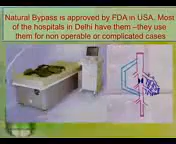 Natural Bypass is approved by FDA in USA. Most
of the hospitals in Delhi have them –they use
them for non operable or complicated cases